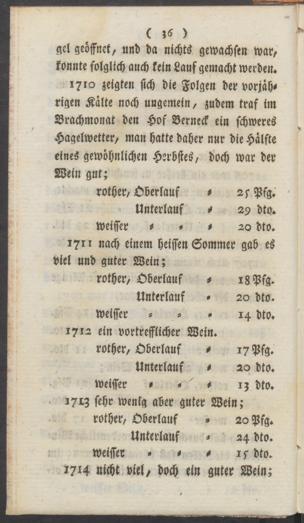 ( 36 )
gel geöffnet, und da nichts gewachsen war,
konnte folglich auch kein Lauf gemacht werden.
1710 zeigten sich die Folgen der vorjäh-
rigen Kälte noch ungemein, zudem traf im
Brachmonat den Hof Berneck ein schweres
Hagelwetter, man hatte daher nur die Hälfte
eines gewöhnlichen Herbstes, doch war der
Wein gut;
rother, Oberlauf = 25 Pfg.
Unterlauf = 29 dto.
weisser = = = 20 dto.
1711 nach einem heissen Sommer gab es
viel und guter Wein;
rother, Oberlauf = 18 Pfg.
Unterlauf = 20 dto.
weisser = = = 14 dto.
1712 ein vortrefflicher Wein.
rother, Oberlauf = 17 Pfg.
Unterlauf = 20 dto.
weisser = = = 13 dto.
1713 sehr wenig aber guter Wein;
rother, Oberlauf = 20 Pfg.
Unterlauf = 24 dto.
weisser = = = 15 dto.
1714 nicht viel, doch ein guter Wein;